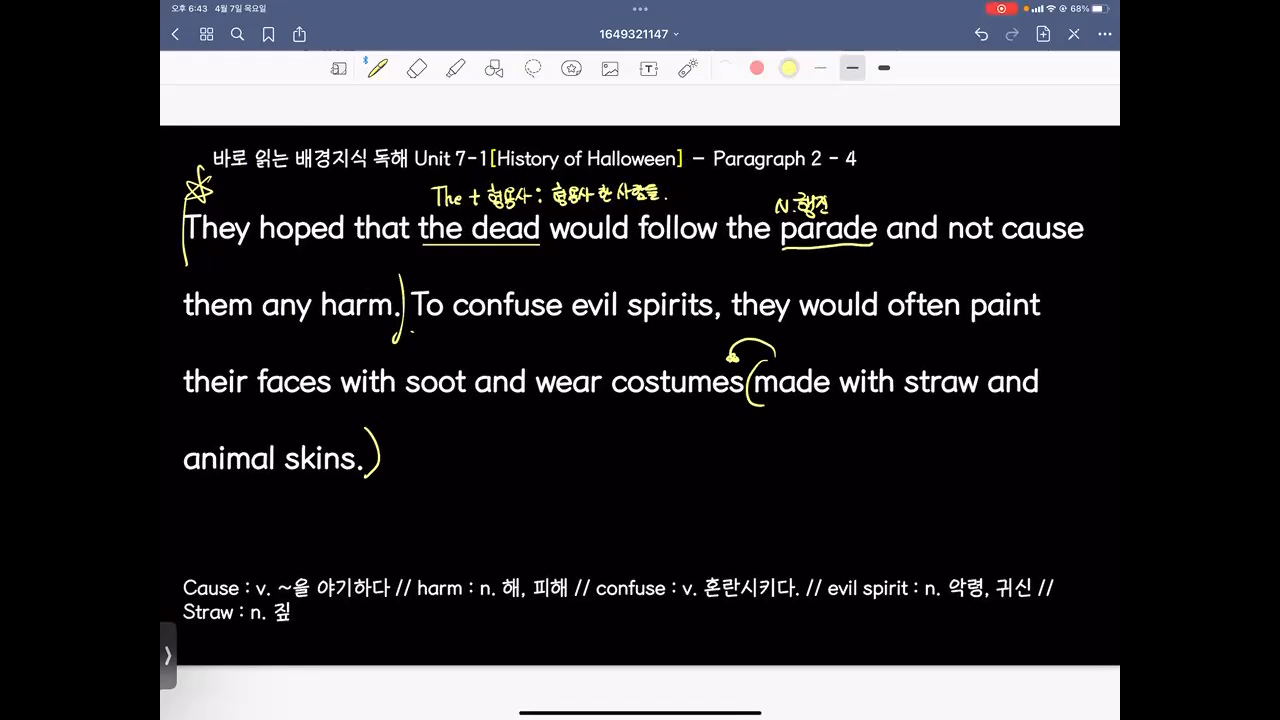 오후 6:43 4월 7일 목요일
68%
1649321147
바로 읽는 배경지식 독해 Unit 7-1[History of Halloween] – Paragraph 2 - 4
The + 형용사 : 형용사 한 사람들.
N.행진
They hoped that the dead would follow the parade and not cause
them any harm. To confuse evil spirits, they would often paint
their faces with soot and wear costumes (made with straw and
animal skins.)
Cause : v. ~을 야기하다 // harm : n. 해, 피해 // confuse : v. 혼란시키다. // evil spirit : n. 악령, 귀신 //
Straw : n. 짚